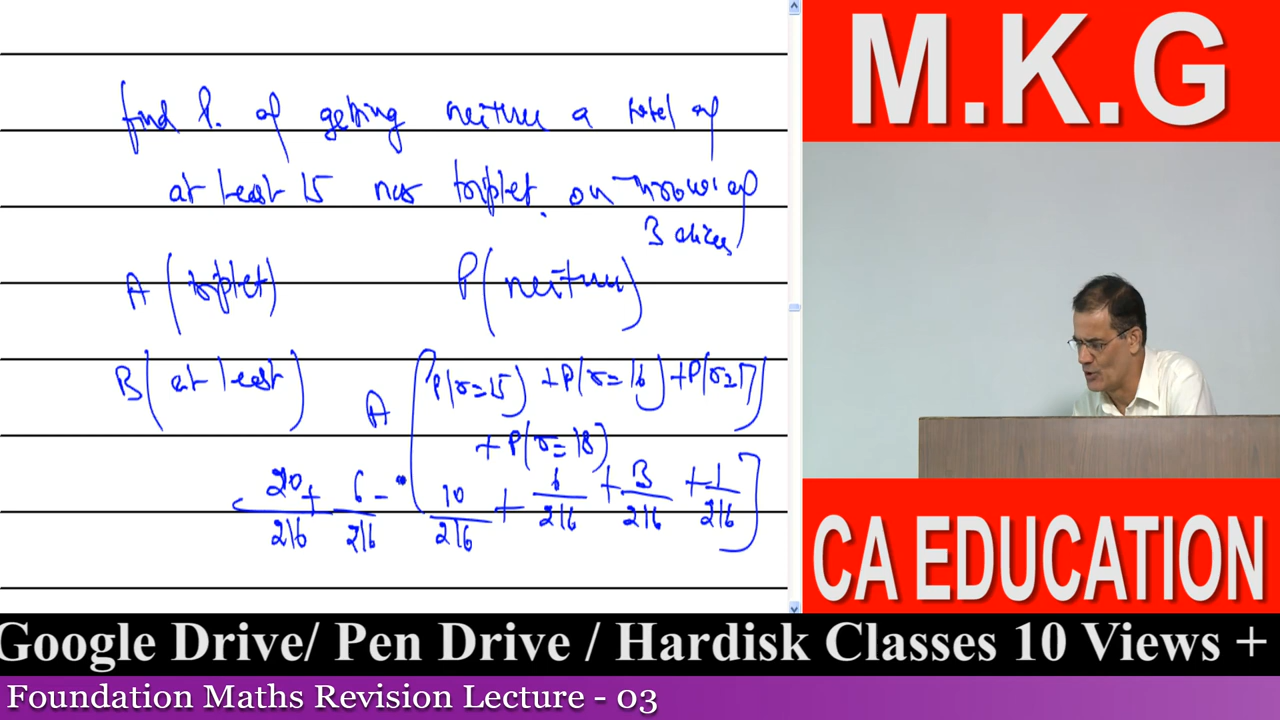 find P. of getting neither a total of
at least 15 nor triplet. on throw of
3 dices
A (triplet)
P(neither)
B (at least)
A [P(r=15) + P(r=16) + P(r=17)
+ P(r=18)
20/216 + 6/216 -
10/216 + 6/216 + 3/216 + 1/216]
M.K.G
CA EDUCATION
Google Drive/ Pen Drive / Hardisk Classes 10 Views +
Foundation Maths Revision Lecture - 03